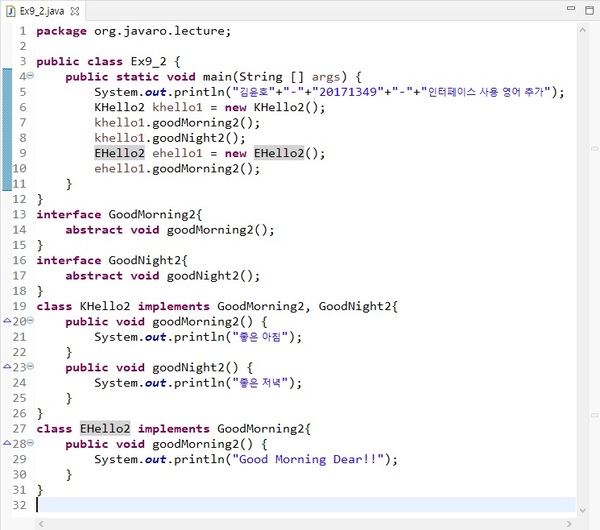 Ex9_2.java
1 package org.javaro.lecture;
2
3 public class Ex9_2 {
4 public static void main(String [] args) {
5 System.out.println("김윤호"+"-"+"20171349"+"-"+"인터페이스 사용 영어 추가");
6 KHello2 khello1 = new KHello2();
7 khello1.goodMorning2();
8 khello1.goodNight2();
9 EHello2 ehello1 = new EHello2();
10 ehello1.goodMorning2();
11 }
12 }
13 interface GoodMorning2{
14 abstract void goodMorning2();
15 }
16 interface GoodNight2{
17 abstract void goodNight2();
18 }
19 class KHello2 implements GoodMorning2, GoodNight2{
20 public void goodMorning2() {
21 System.out.println("좋은 아침");
22 }
23 public void goodNight2() {
24 System.out.println("좋은 저녁");
25 }
26 }
27 class EHello2 implements GoodMorning2{
28 public void goodMorning2() {
29 System.out.println("Good Morning Dear!!");
30 }
31 }
32